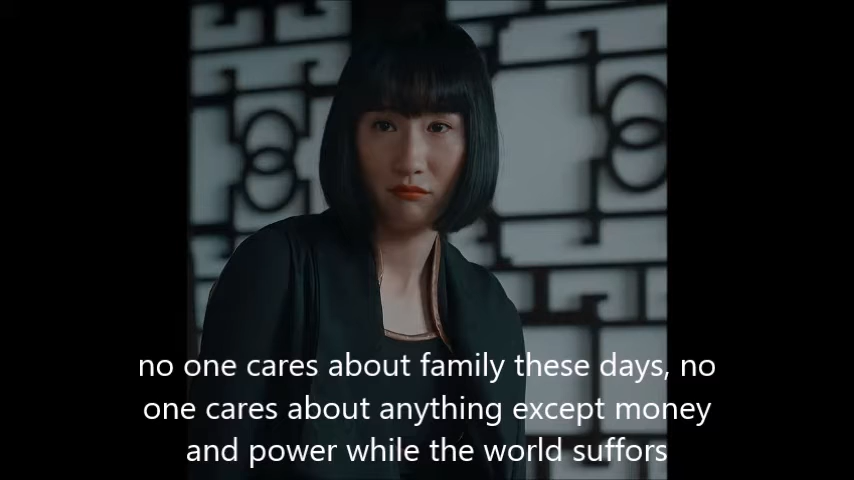 no one cares about family these days, no
one cares about anything except money
and power while the world suffors